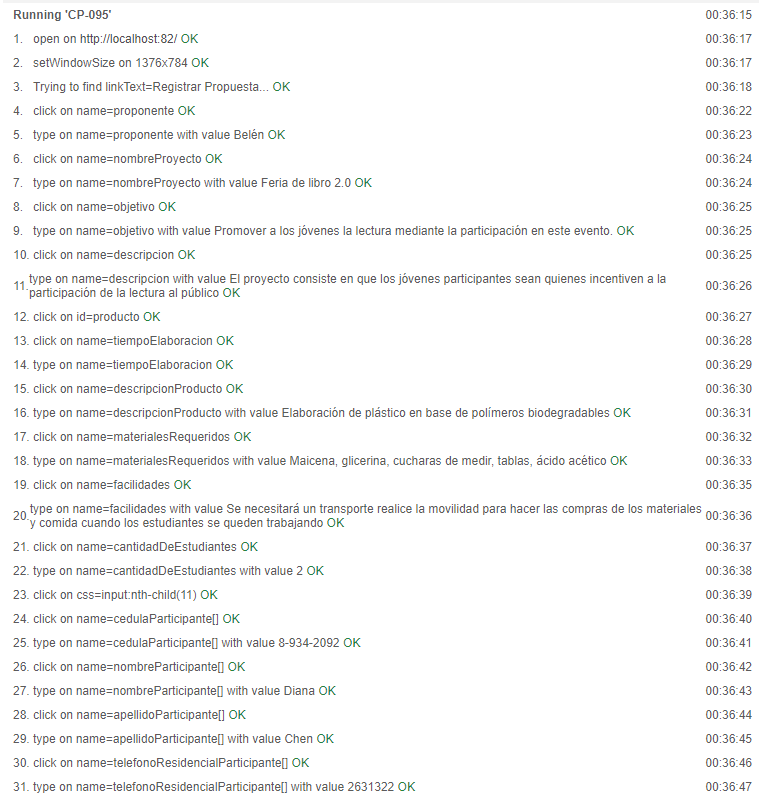 Running 'CP-095' 00:36:15
1. open on http://localhost:82/ OK 00:36:17
2. setWindowSize on 1376x784 OK 00:36:17
3. Trying to find linkText=Registrar Propuesta... OK 00:36:18
4. click on name=proponente OK 00:36:22
5. type on name=proponente with value Belén OK 00:36:23
6. click on name=nombreProyecto OK 00:36:24
7. type on name=nombreProyecto with value Feria de libro 2.0 OK 00:36:24
8. click on name=objetivo OK 00:36:25
9. type on name=objetivo with value Promover a los jóvenes la lectura mediante la participación en este evento. OK 00:36:25
10. click on name=descripcion OK 00:36:25
11. type on name=descripcion with value El proyecto consiste en que los jóvenes participantes sean quienes incentiven a la
participación de la lectura al público OK 00:36:26
12. click on id=producto OK 00:36:27
13. click on name=tiempoElaboracion OK 00:36:28
14. type on name=tiempoElaboracion OK 00:36:29
15. click on name=descripcionProducto OK 00:36:30
16. type on name=descripcionProducto with value Elaboración de plástico en base de polímeros biodegradables OK 00:36:31
17. click on name=materialesRequeridos OK 00:36:32
18. type on name=materialesRequeridos with value Maicena, glicerina, cucharas de medir, tablas, ácido acético OK 00:36:33
19. click on name=facilidades OK 00:36:35
20. type on name=facilidades with value Se necesitará un transporte realice la movilidad para hacer las compras de los materiales
y comida cuando los estudiantes se queden trabajando OK 00:36:36
21. click on name=cantidadDeEstudiantes OK 00:36:37
22. type on name=cantidadDeEstudiantes with value 2 OK 00:36:38
23. click on css=input:nth-child(11) OK 00:36:39
24. click on name=cedulaParticipante[] OK 00:36:40
25. type on name=cedulaParticipante[] with value 8-934-2092 OK 00:36:41
26. click on name=nombreParticipante[] OK 00:36:42
27. type on name=nombreParticipante[] with value Diana OK 00:36:43
28. click on name=apellidoParticipante[] OK 00:36:44
29. type on name=apellidoParticipante[] with value Chen OK 00:36:45
30. click on name=telefonoResidencialParticipante[] OK 00:36:46
31. type on name=telefonoResidencialParticipante[] with value 2631322 OK 00:36:47